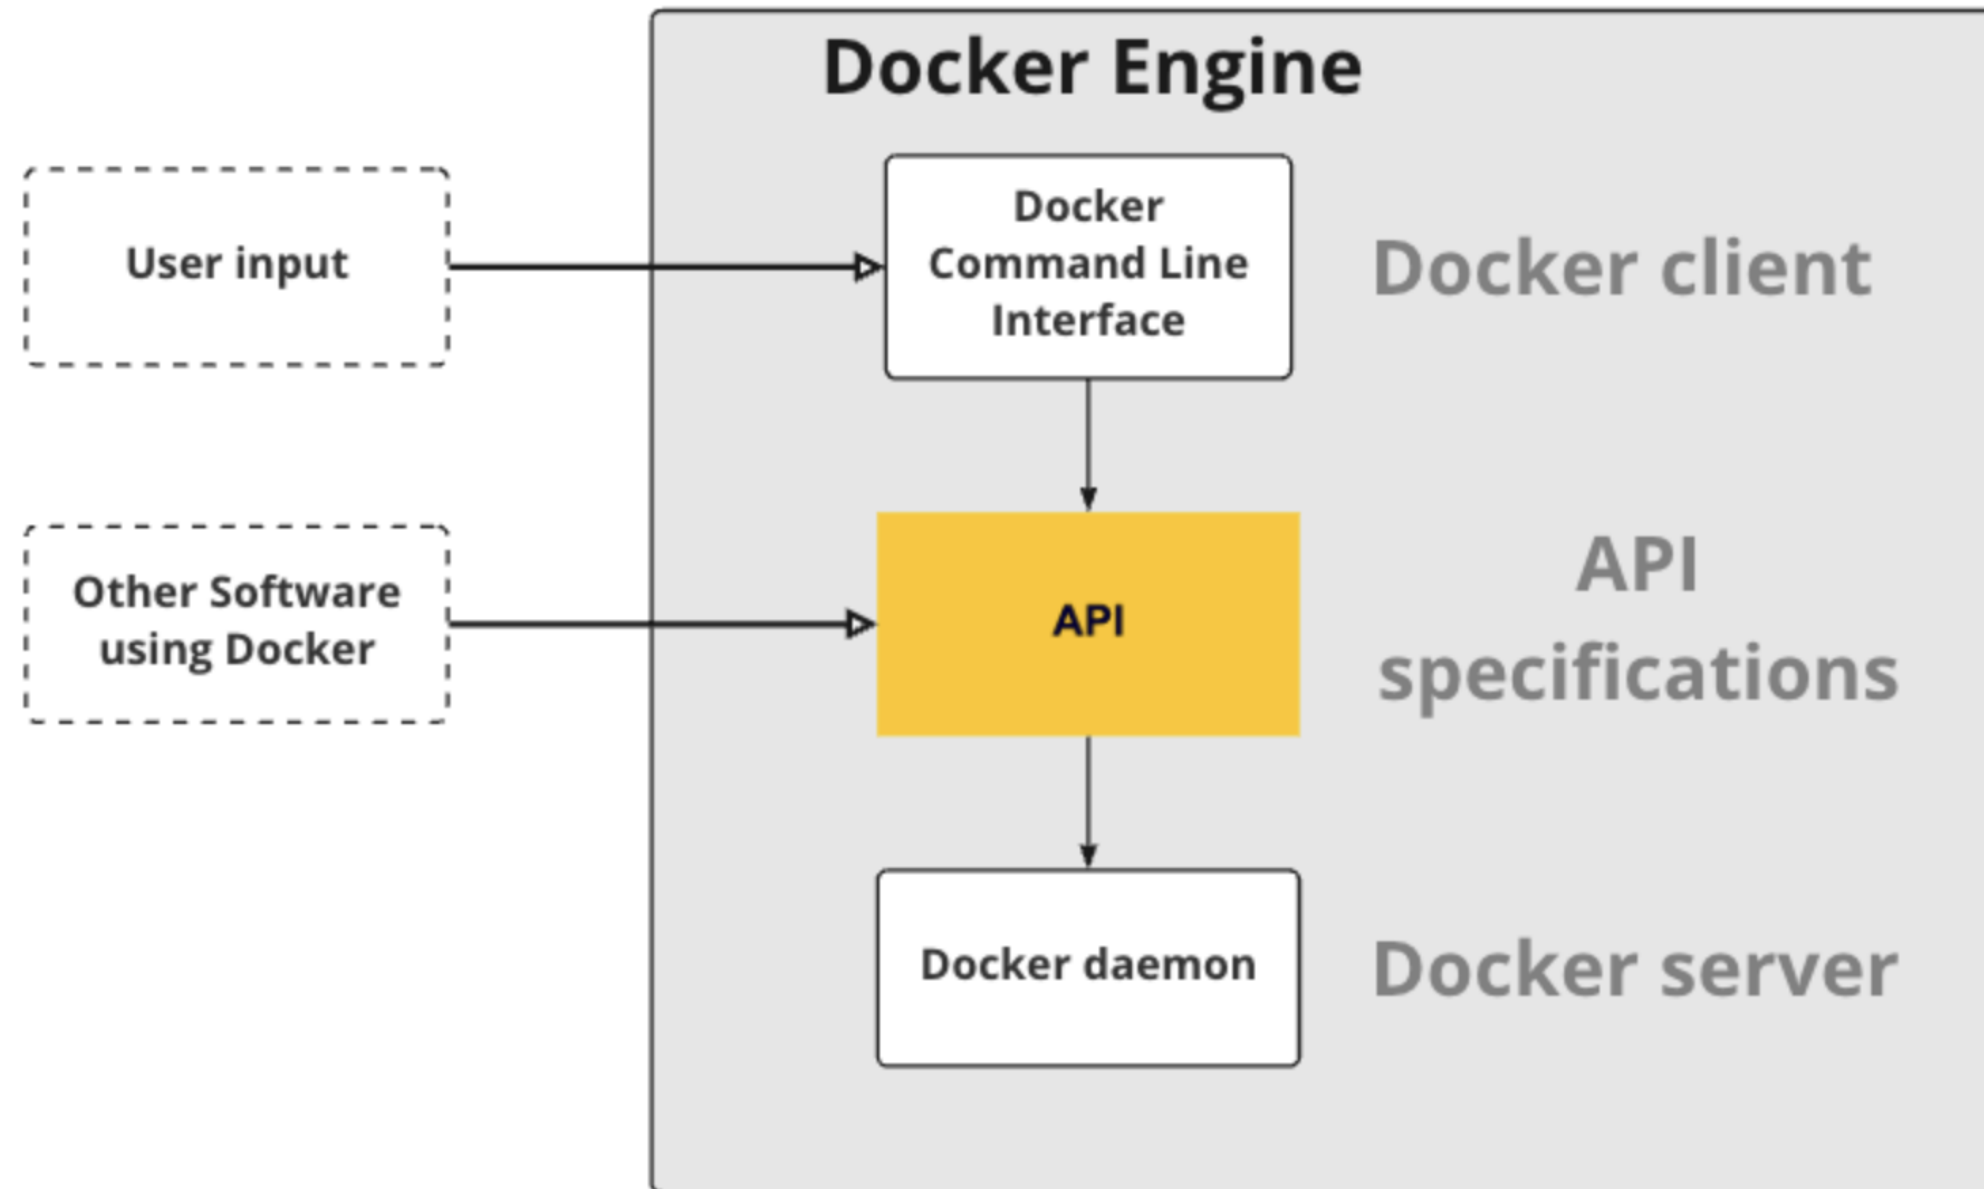 Docker Engine
User input
Docker
Command Line
Interface
Docker client
Other Software
using Docker
API
API
specifications
Docker daemon
Docker server